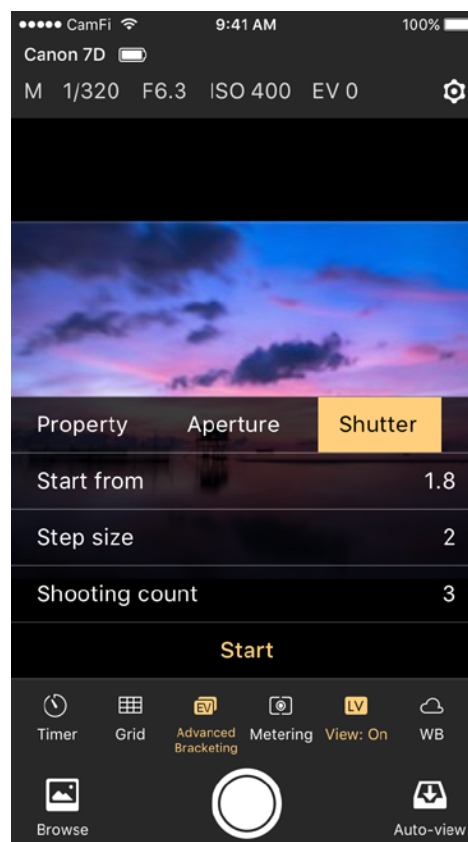 ●●●●● CamFi 9:41 AM 100%
Canon 7D
M 1/320 F6.3 ISO 400 EV 0
Property Aperture Shutter
Start from 1.8
Step size 2
Shooting count 3
Start
EV LV
Timer Grid Advanced Bracketing Metering View: On WB
Browse Auto-view